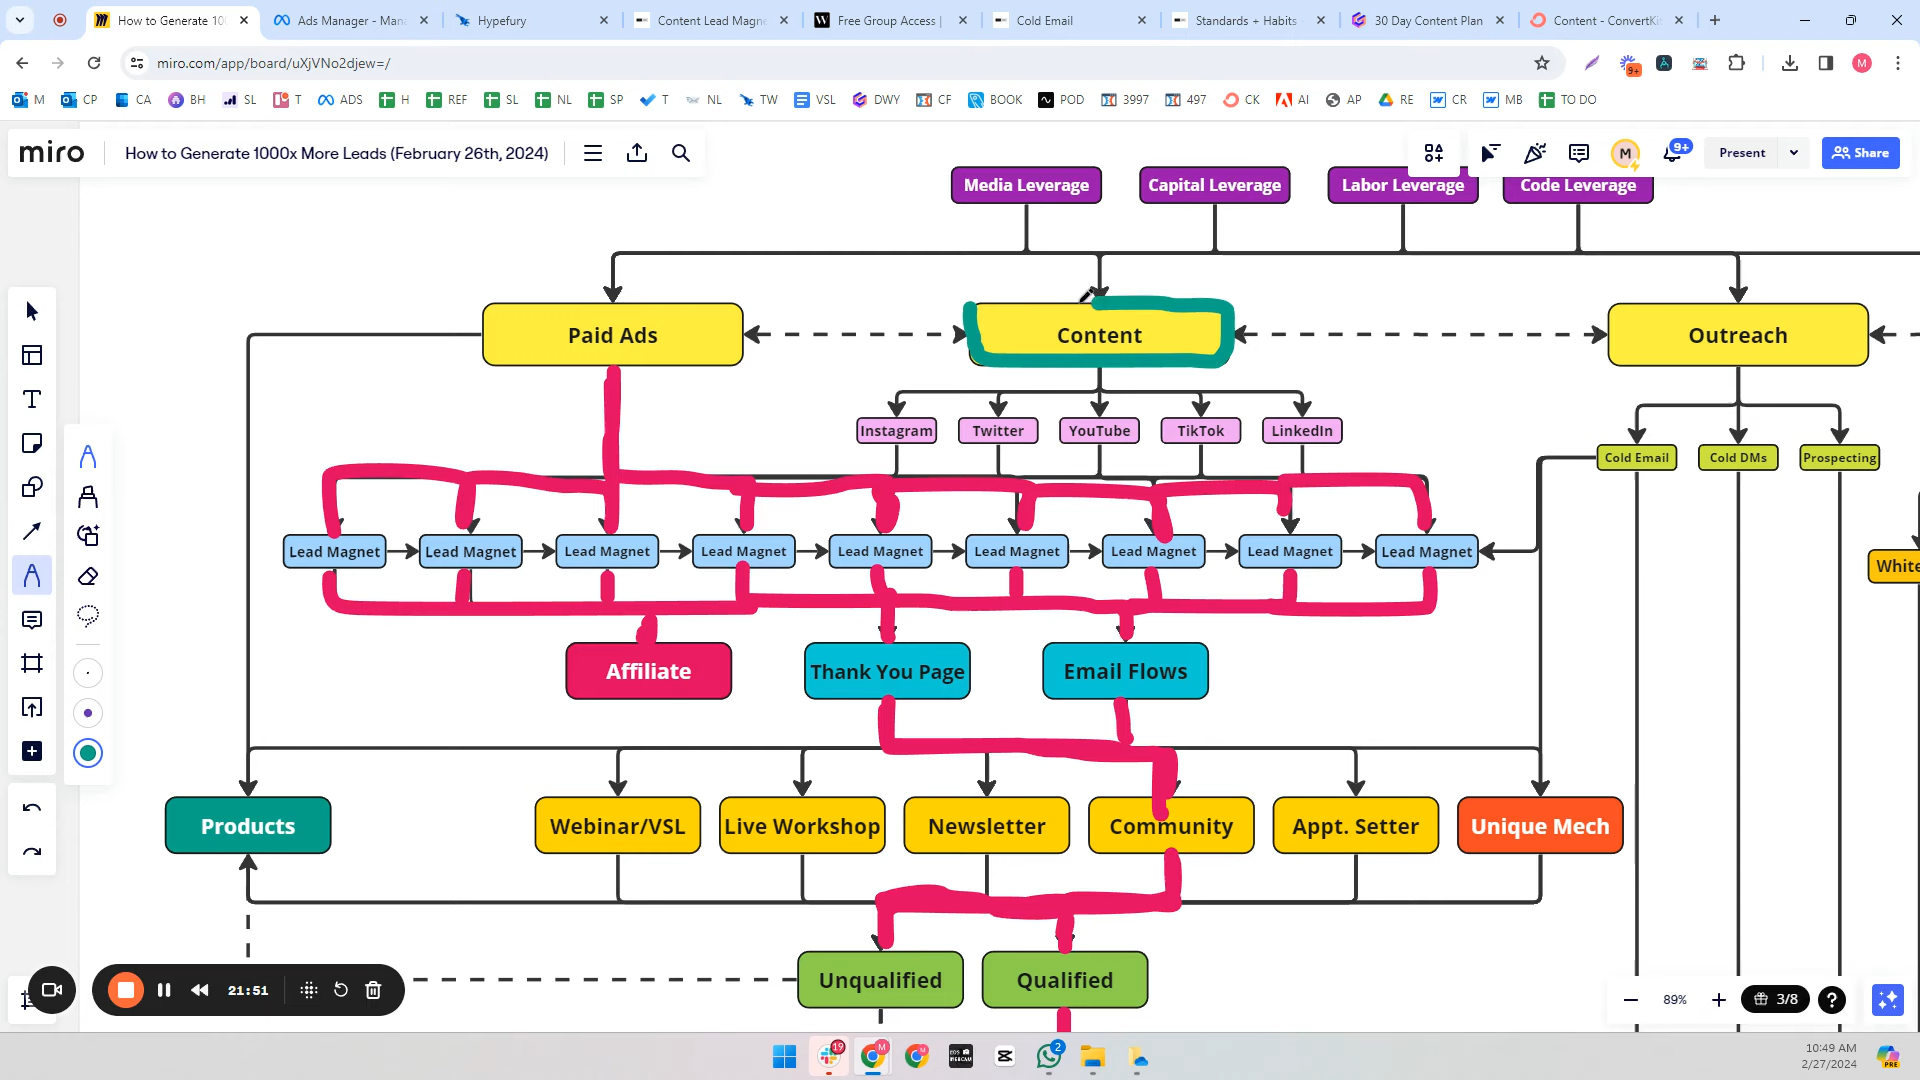 How to Generate 10
Ads Manager - Man
Hypefury
Content Lead Magn
Free Group Access |
Cold Email
Standards + Habits
30 Day Content Plan
Content - ConvertKi
miro.com/app/board/uXjVNo2djew=/
9+
M
M
CP
CA
BH
SL
T
ADS
H
REF
SL
NL
SP
T
NL
TW
VSL
DWY
CF
BOOK
POD
3997
497
CK
AI
AP
RE
CR
MB
TO DO
miro
How to Generate 1000x More Leads (February 26th, 2024)
M
9+
Present
Share
Media Leverage
Capital Leverage
Labor Leverage
Code Leverage
Paid Ads
Content
Outreach
Instagram
Twitter
YouTube
TikTok
LinkedIn
Cold Email
Cold DMs
Prospecting
Lead Magnet
Lead Magnet
Lead Magnet
Lead Magnet
Lead Magnet
Lead Magnet
Lead Magnet
Lead Magnet
Lead Magnet
White
Affiliate
Thank You Page
Email Flows
Products
Webinar/VSL
Live Workshop
Newsletter
Community
Appt. Setter
Unique Mech
Unqualified
Qualified
21:51
89%
3/8
19
M
2
10:49 AM
2/27/2024
PRE